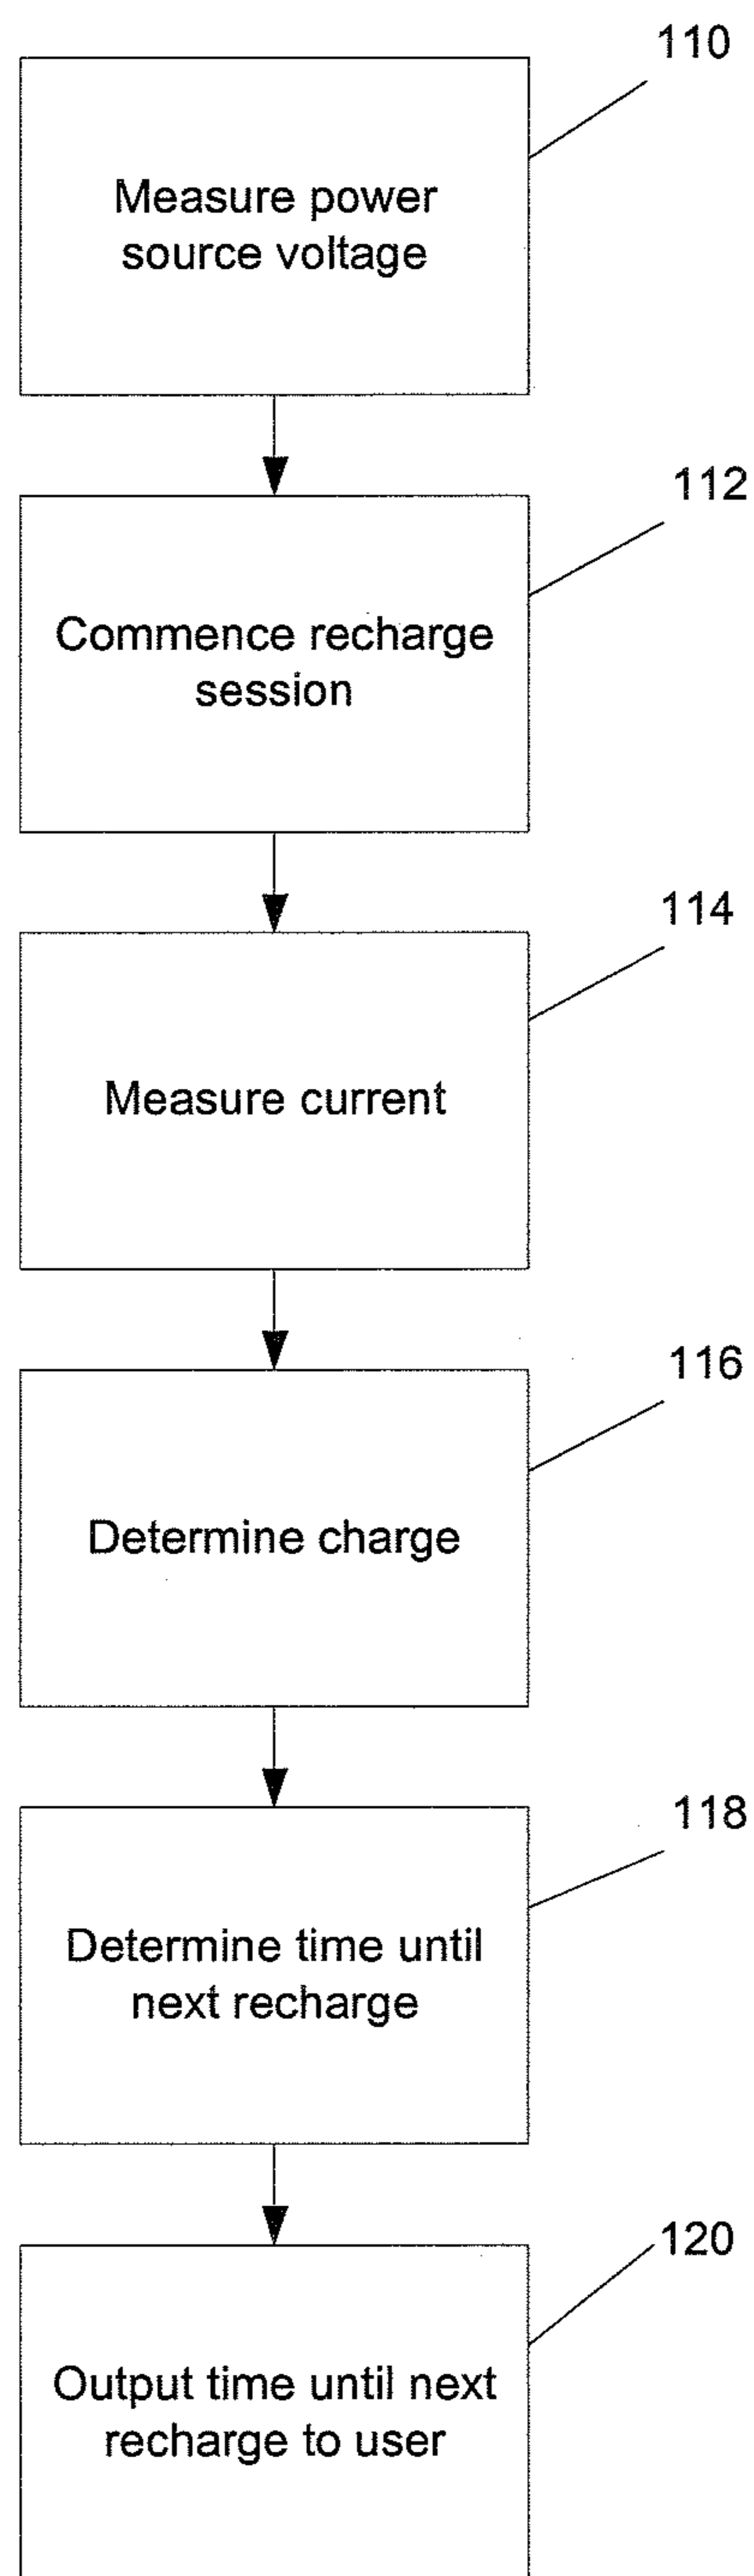 110
Measure power
source voltage
112
Commence recharge
session
114
Measure current
116
Determine charge
118
Determine time until
next recharge
120
Output time until next
recharge to user